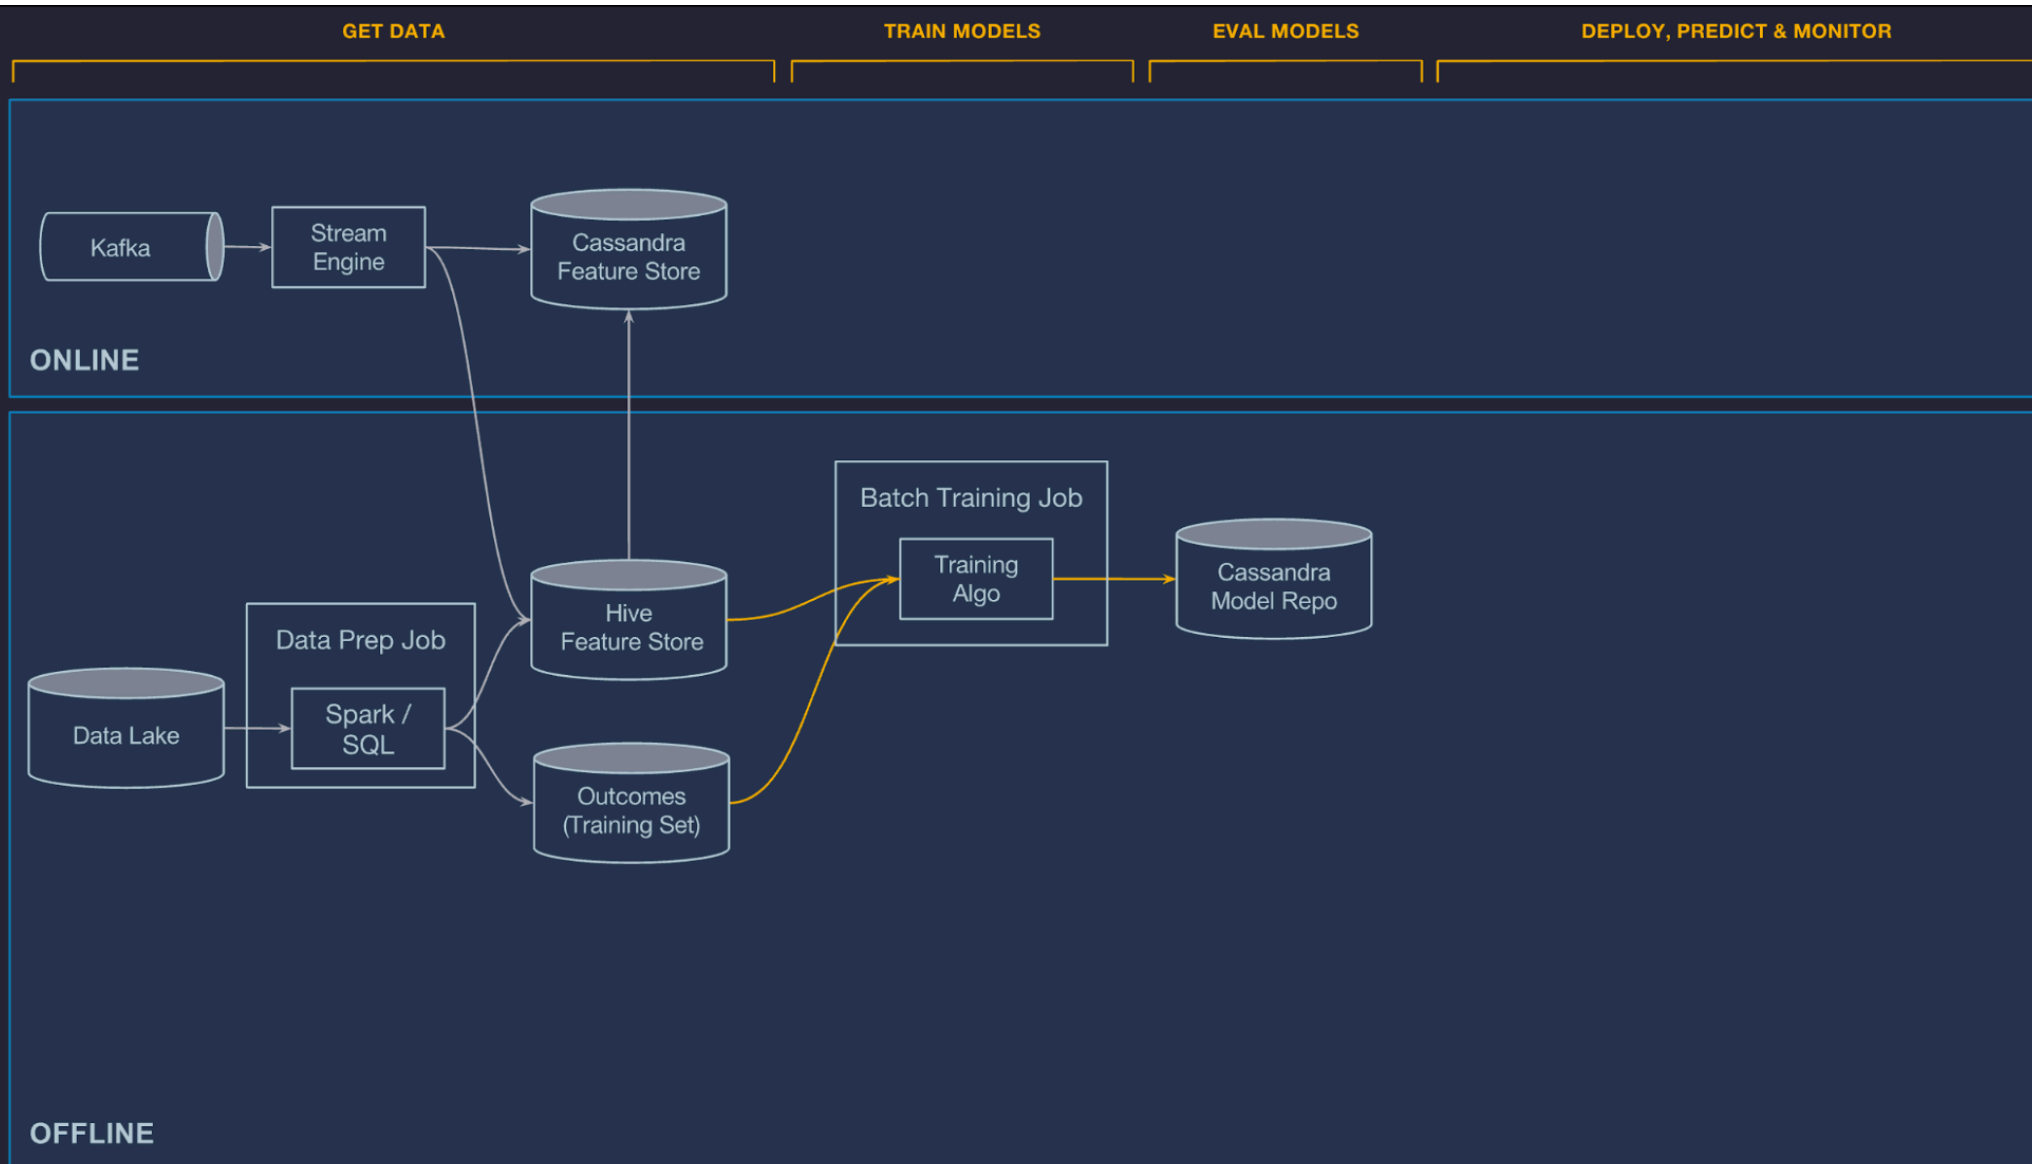 GET DATA
TRAIN MODELS
EVAL MODELS
DEPLOY, PREDICT & MONITOR
Kafka
Stream
Engine
Cassandra
Feature Store
ONLINE
Batch Training Job
Training
Algo
Cassandra
Model Repo
Hive
Feature Store
Data Prep Job
Spark /
SQL
Data Lake
Outcomes
(Training Set)
OFFLINE